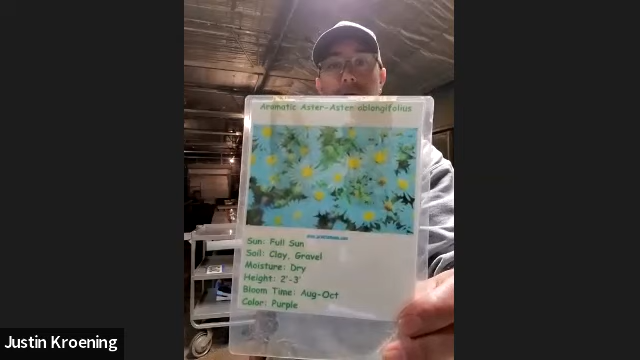 Aromatic Aster-Aster oblongifolius
Sun: Full Sun
Soil: Clay, Gravel
Moisture: Dry
Height: 2'-3'
Bloom Time: Aug-Oct
Color: Purple
Justin Kroening